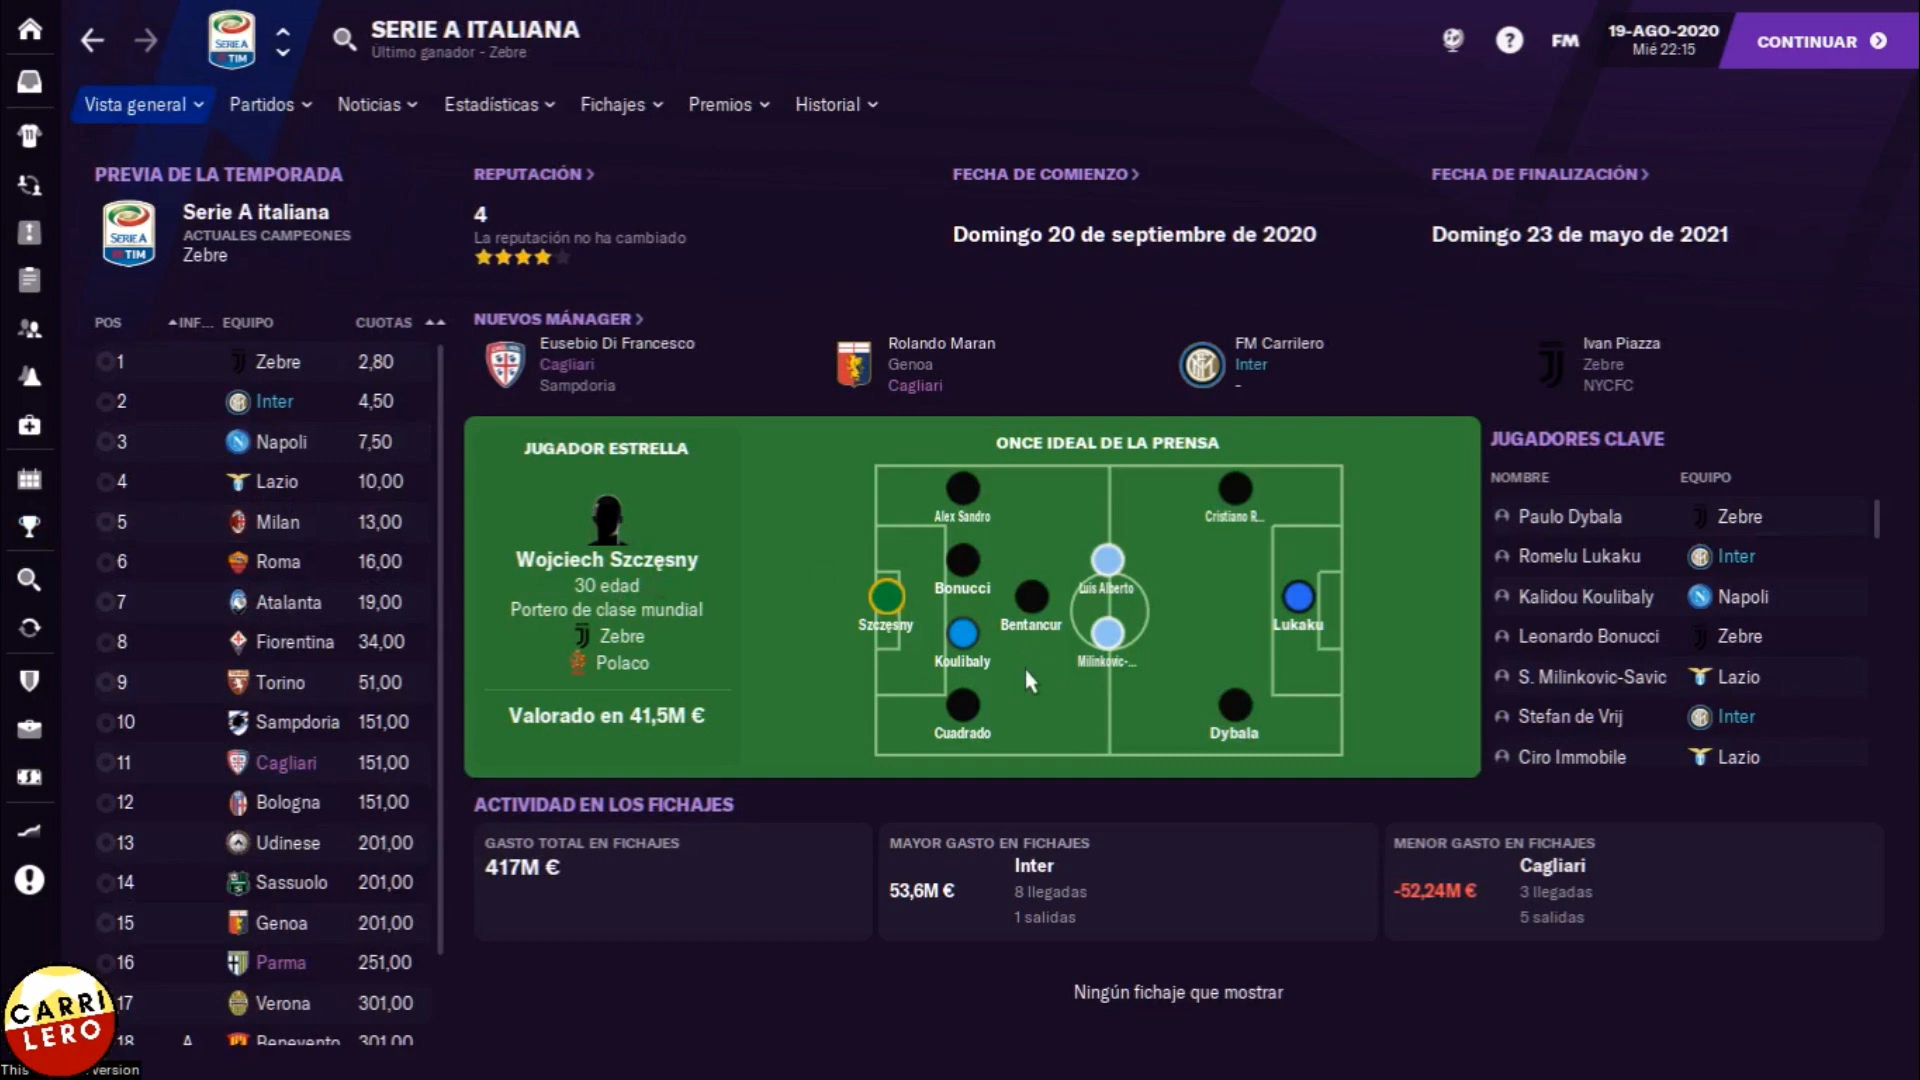 SERIE A ITALIANA
Último ganador - Zebre
FM
19-AGO-2020
Mié 22:15
CONTINUAR
Vista general
Partidos
Noticias
Estadísticas
Fichajes
Premios
Historial
PREVIA DE LA TEMPORADA
SERIE A
TIM
Serie A italiana
ACTUALES CAMPEONES
Zebre
REPUTACIÓN
4
La reputación no ha cambiado
FECHA DE COMIENZO
Domingo 20 de septiembre de 2020
FECHA DE FINALIZACIÓN
Domingo 23 de mayo de 2021
POS INF... EQUIPO CUOTAS
1 Zebre 2,80
2 Inter 4,50
3 Napoli 7,50
4 Lazio 10,00
5 Milan 13,00
6 Roma 16,00
7 Atalanta 19,00
8 Fiorentina 34,00
9 Torino 51,00
10 Sampdoria 151,00
11 Cagliari 151,00
12 Bologna 151,00
13 Udinese 201,00
14 Sassuolo 201,00
15 Genoa 201,00
16 Parma 251,00
17 Verona 301,00
18 A Benevento 301,00
NUEVOS MÁNAGER
Eusebio Di Francesco
Cagliari
Sampdoria
Rolando Maran
Genoa
Cagliari
FM Carrilero
Inter
-
Ivan Piazza
Zebre
NYCFC
JUGADOR ESTRELLA
Wojciech Szczęsny
30 edad
Portero de clase mundial
Zebre
Polaco
Valorado en 41,5M €
ONCE IDEAL DE LA PRENSA
Alex Sandro
Cristiano R...
Bonucci
Luis Alberto
Szczęsny
Bentancur
Lukaku
Koulibaly
Milinkovic-...
Cuadrado
Dybala
JUGADORES CLAVE
NOMBRE EQUIPO
Paulo Dybala Zebre
Romelu Lukaku Inter
Kalidou Koulibaly Napoli
Leonardo Bonucci Zebre
S. Milinkovic-Savic Lazio
Stefan de Vrij Inter
Ciro Immobile Lazio
ACTIVIDAD EN LOS FICHAJES
GASTO TOTAL EN FICHAJES
417M €
MAYOR GASTO EN FICHAJES
Inter
53,6M €
8 llegadas
1 salidas
MENOR GASTO EN FICHAJES
Cagliari
-52,24M €
3 llegadas
5 salidas
Ningún fichaje que mostrar
CARRI
LERO
This version